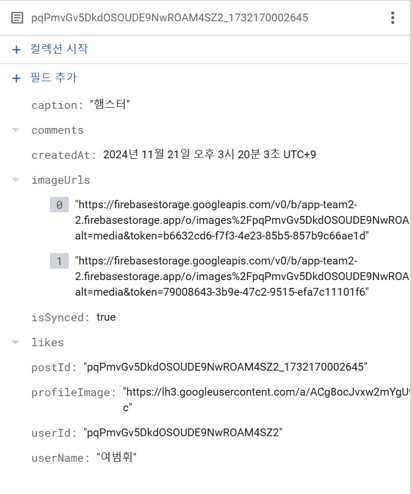 pqPmvGv5DkdOSOUDE9NwROAM4SZ2_1732170002645
+ 컬렉션 시작
+ 필드 추가
caption: "햄스터"
comments
createdAt: 2024년 11월 21일 오후 3시 20분 3초 UTC+9
imageUrls
0 "https://firebasestorage.googleapis.com/v0/b/app-team2-
2.firebasestorage.app/o/images%2FpqPmvGv5DkdOSOUDE9NwROA
alt=media&token=b6632cd6-f7f3-4e23-85b5-857b9c66ae1d"
1 "https://firebasestorage.googleapis.com/v0/b/app-team2-
2.firebasestorage.app/o/images%2FpqPmvGv5DkdOSOUDE9NwROA
alt=media&token=79008643-3b9e-47c2-9515-efa7c11101f6"
isSynced: true
likes
postId: "pqPmvGv5DkdOSOUDE9NwROAM4SZ2_1732170002645"
profileImage: "https://lh3.googleusercontent.com/a/ACg8ocJvxw2mYgU
c"
userId: "pqPmvGv5DkdOSOUDE9NwROAM4SZ2"
userName: "여범휘"